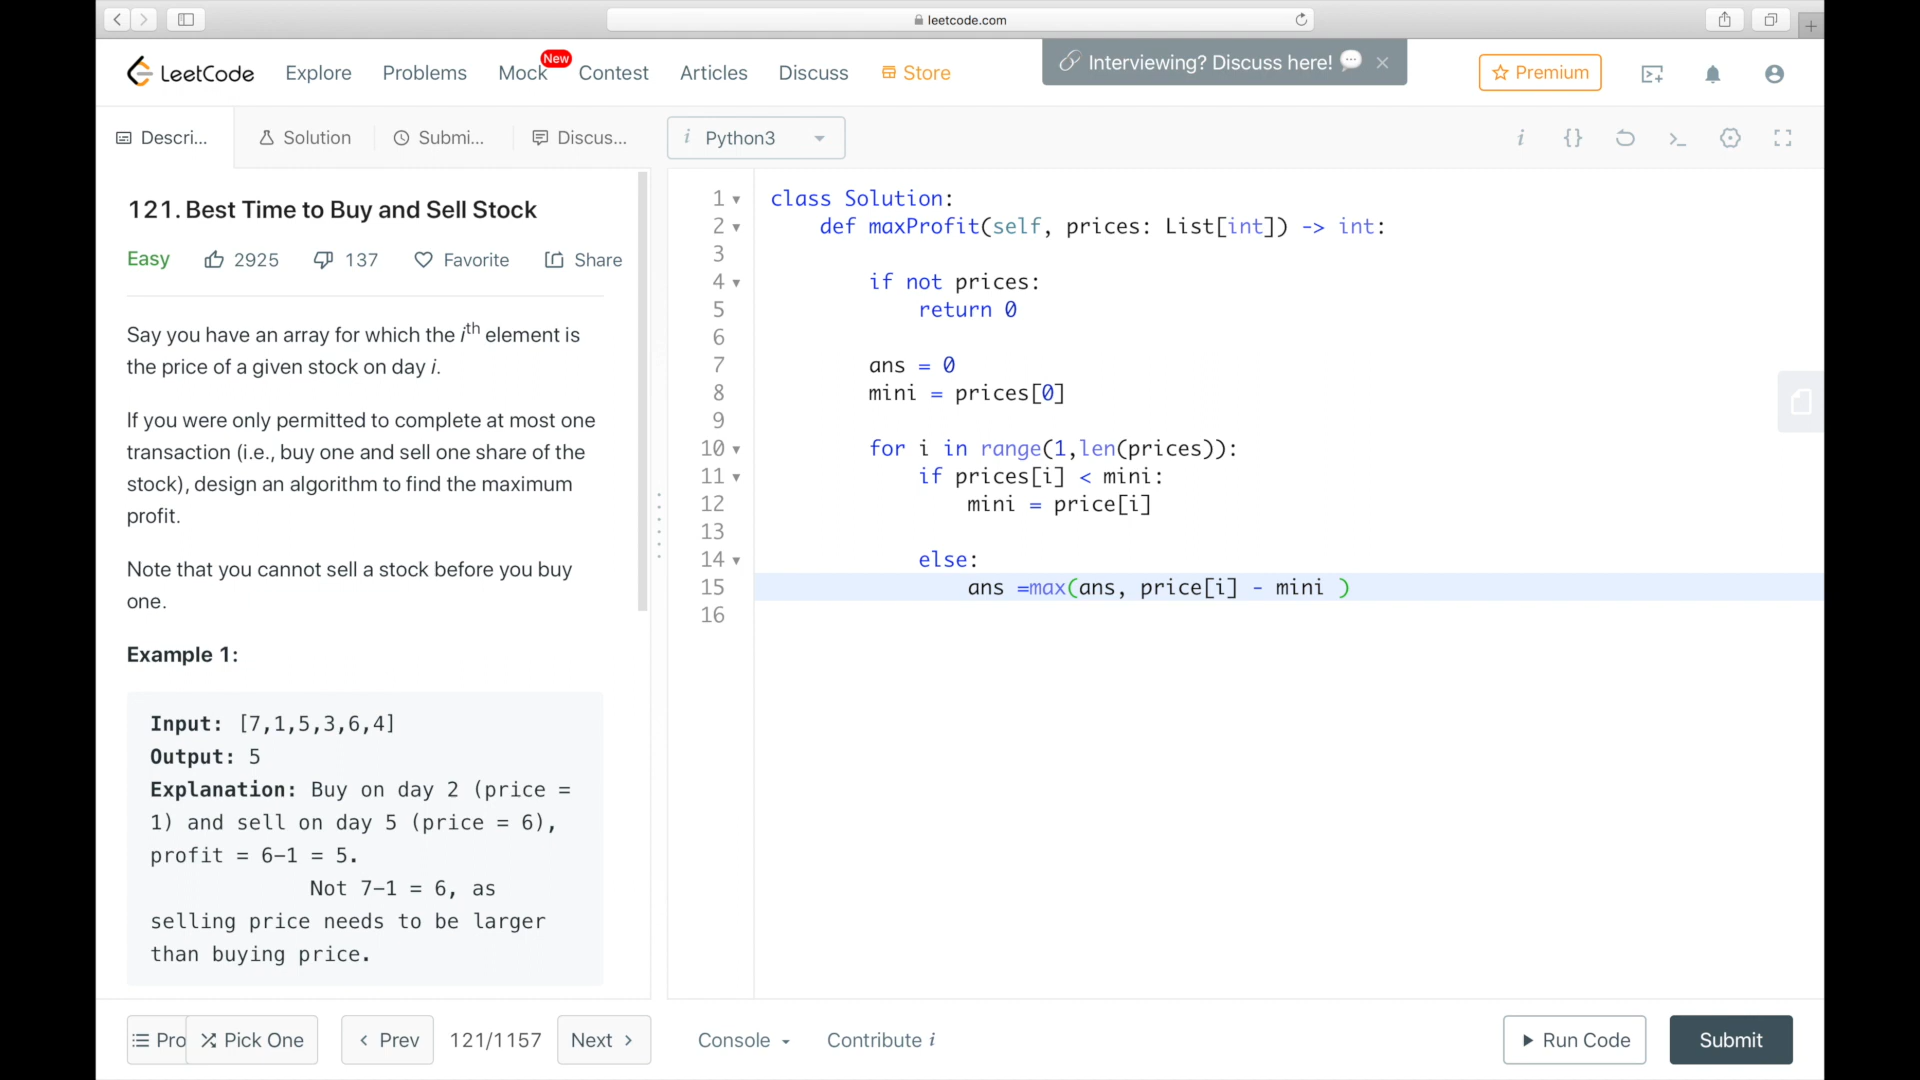 leetcode.com
LeetCode
Explore
Problems
Mock
New
Contest
Articles
Discuss
Store
Interviewing? Discuss here!
Premium
Descri...
Solution
Submi...
Discus...
i Python3
i {} >_
121. Best Time to Buy and Sell Stock
Easy 2925 137 Favorite Share
Say you have an array for which the ith element is
the price of a given stock on day i.
If you were only permitted to complete at most one
transaction (i.e., buy one and sell one share of the
stock), design an algorithm to find the maximum
profit.
Note that you cannot sell a stock before you buy
one.
Example 1:
Input: [7,1,5,3,6,4]
Output: 5
Explanation: Buy on day 2 (price =
1) and sell on day 5 (price = 6),
profit = 6-1 = 5.
Not 7-1 = 6, as
selling price needs to be larger
than buying price.
1 class Solution:
2 def maxProfit(self, prices: List[int]) -> int:
3
4 if not prices:
5 return 0
6
7 ans = 0
8 mini = prices[0]
9
10 for i in range(1,len(prices)):
11 if prices[i] < mini:
12 mini = price[i]
13
14 else:
15 ans =max(ans, price[i] - mini )
16
Pro
Pick One
< Prev
121/1157
Next >
Console
Contribute i
Run Code
Submit